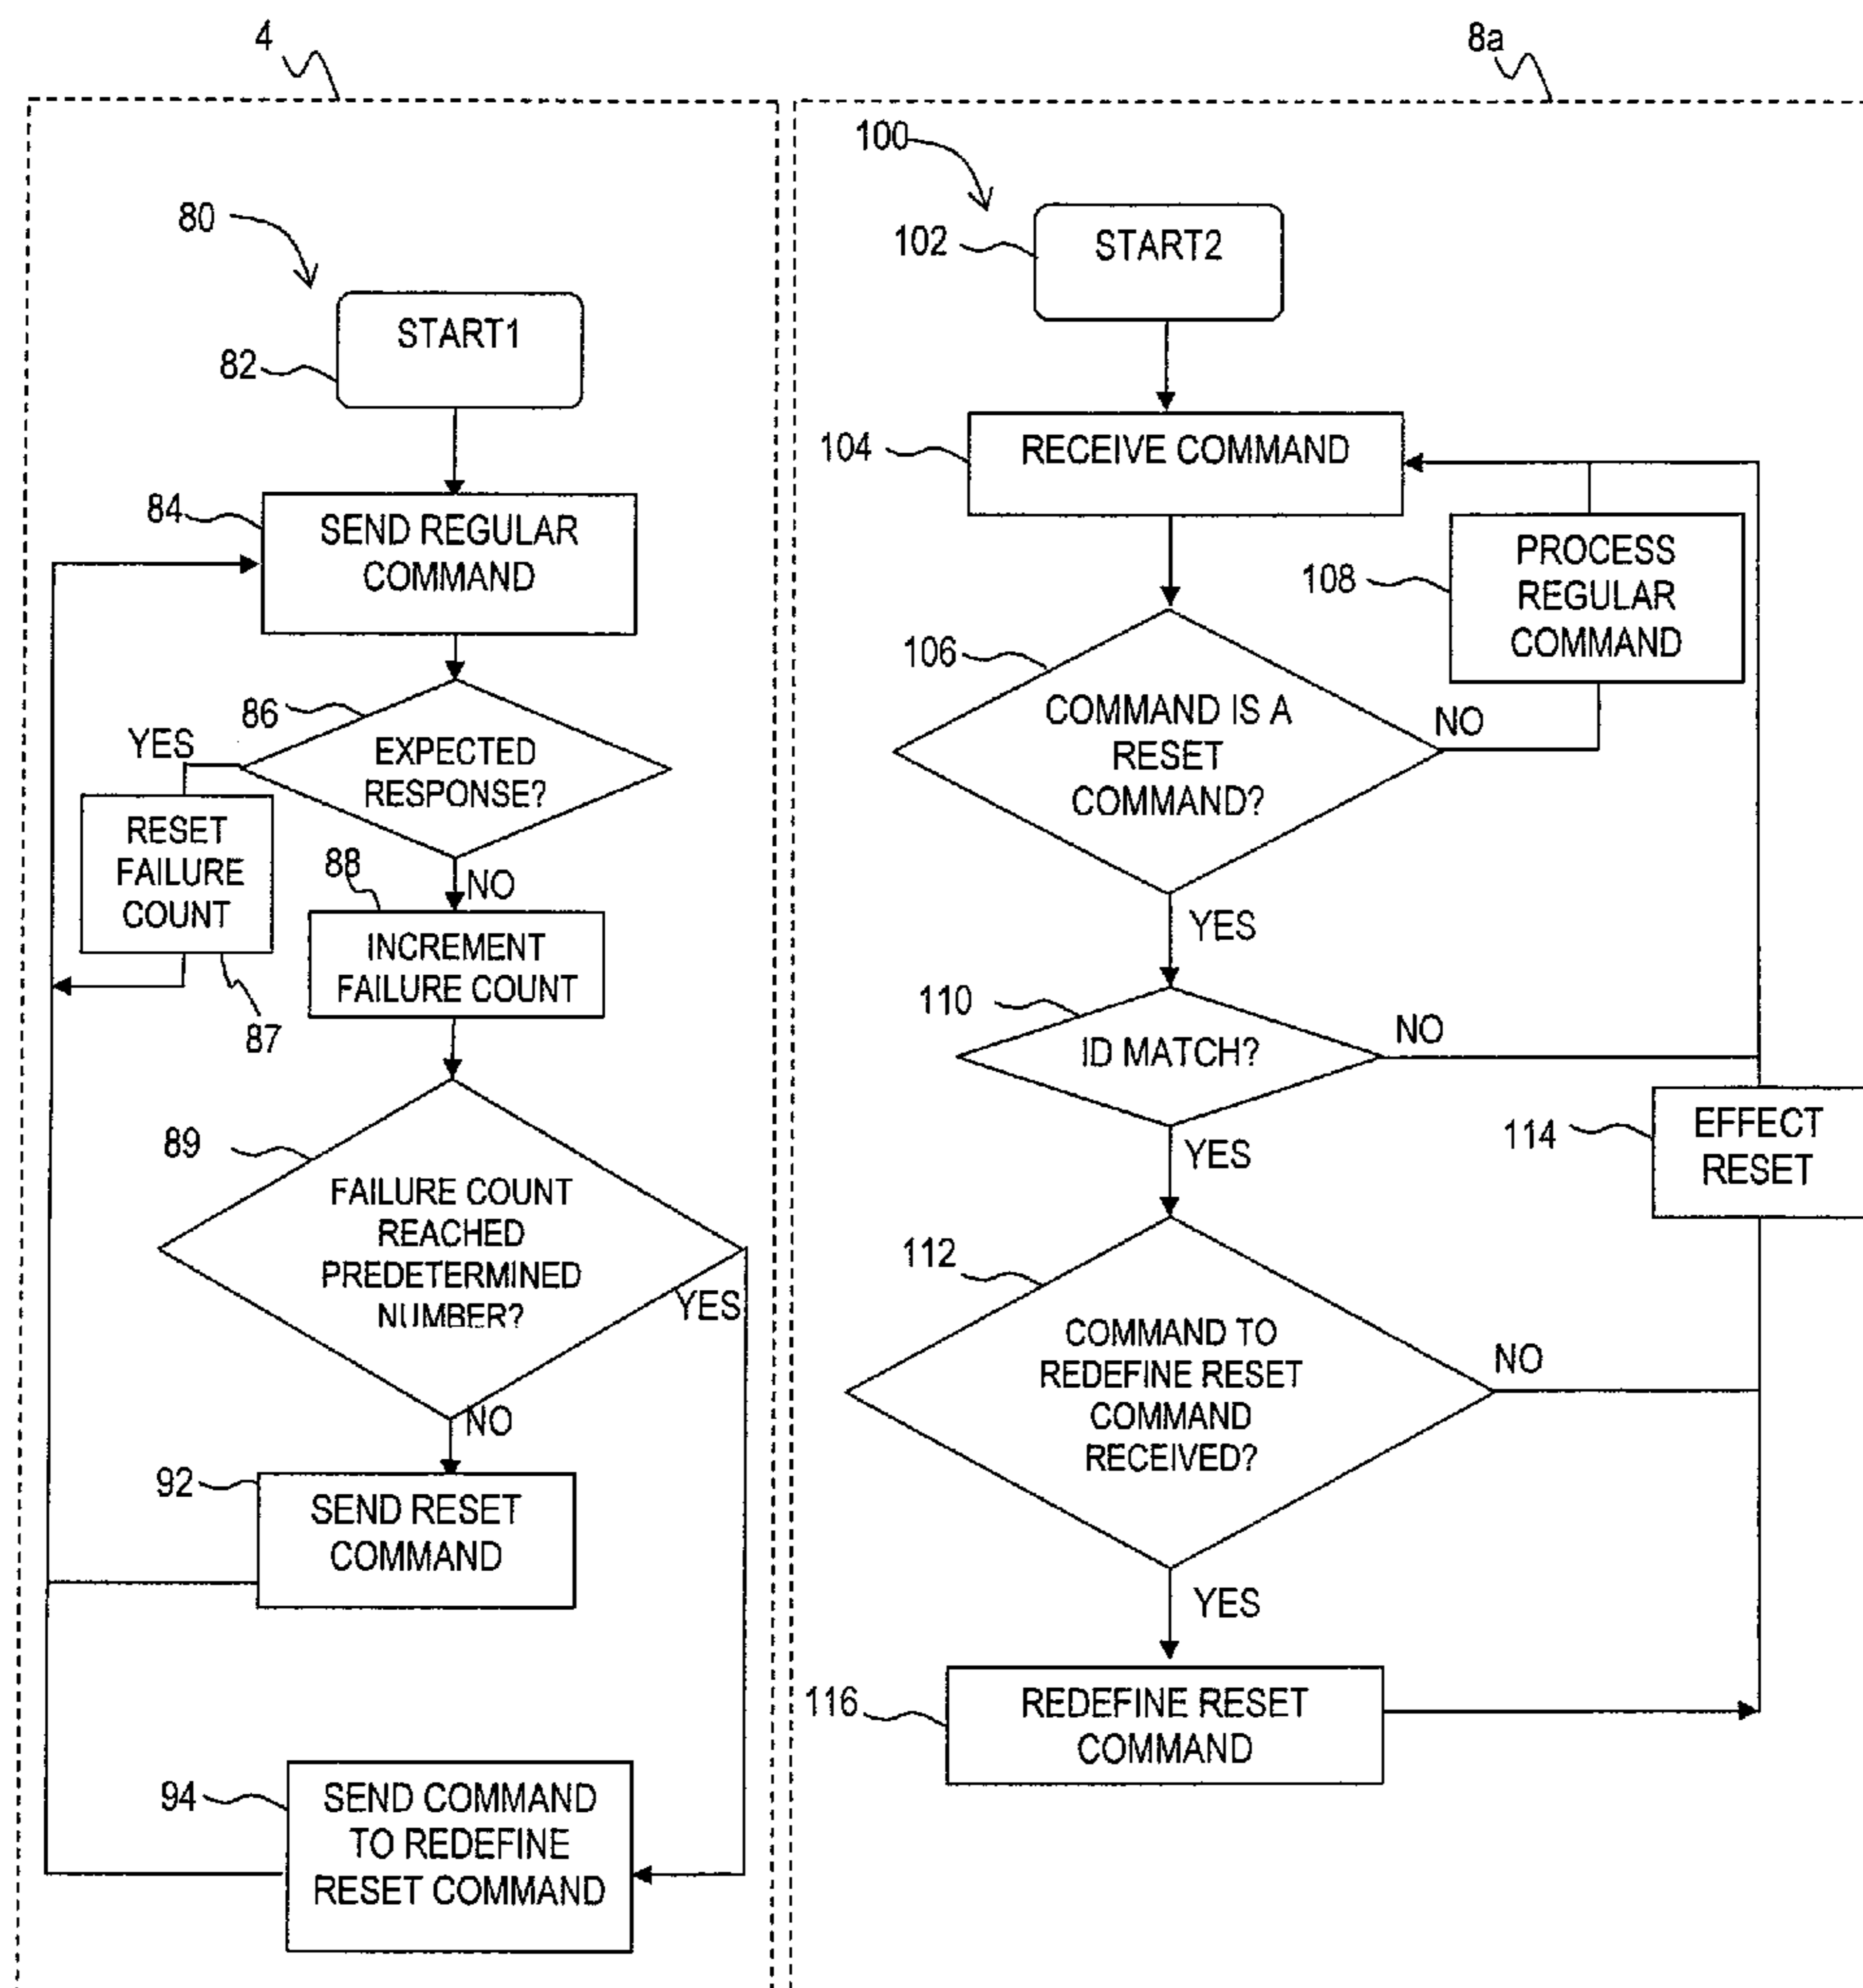 4
8a
80
START1
82
84
SEND REGULAR
COMMAND
86
YES
EXPECTED
RESPONSE?
RESET
FAILURE
COUNT
87
88
NO
INCREMENT
FAILURE COUNT
89
FAILURE COUNT
REACHED
PREDETERMINED
NUMBER?
YES
NO
92
SEND RESET
COMMAND
94
SEND COMMAND
TO REDEFINE
RESET COMMAND
100
102
START2
104
RECEIVE COMMAND
108
PROCESS
REGULAR
COMMAND
106
COMMAND IS A
RESET
COMMAND?
NO
YES
110
ID MATCH?
NO
YES
114
EFFECT
RESET
112
COMMAND TO
REDEFINE RESET
COMMAND
RECEIVED?
NO
YES
116
REDEFINE RESET
COMMAND